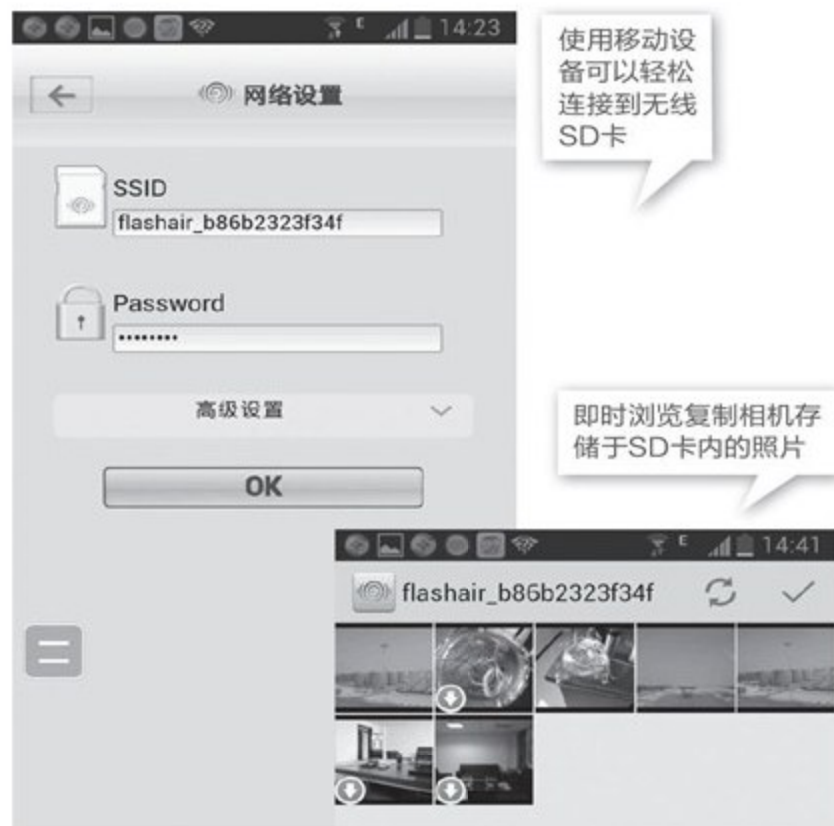 E 14:23
网络设置
SSID
flashair_b86b2323f34f
Password
••••••••
高级设置
OK
使用移动设
备可以轻松
连接到无线
SD卡
即时浏览复制相机存
储于SD卡内的照片
E 14:41
flashair_b86b2323f34f